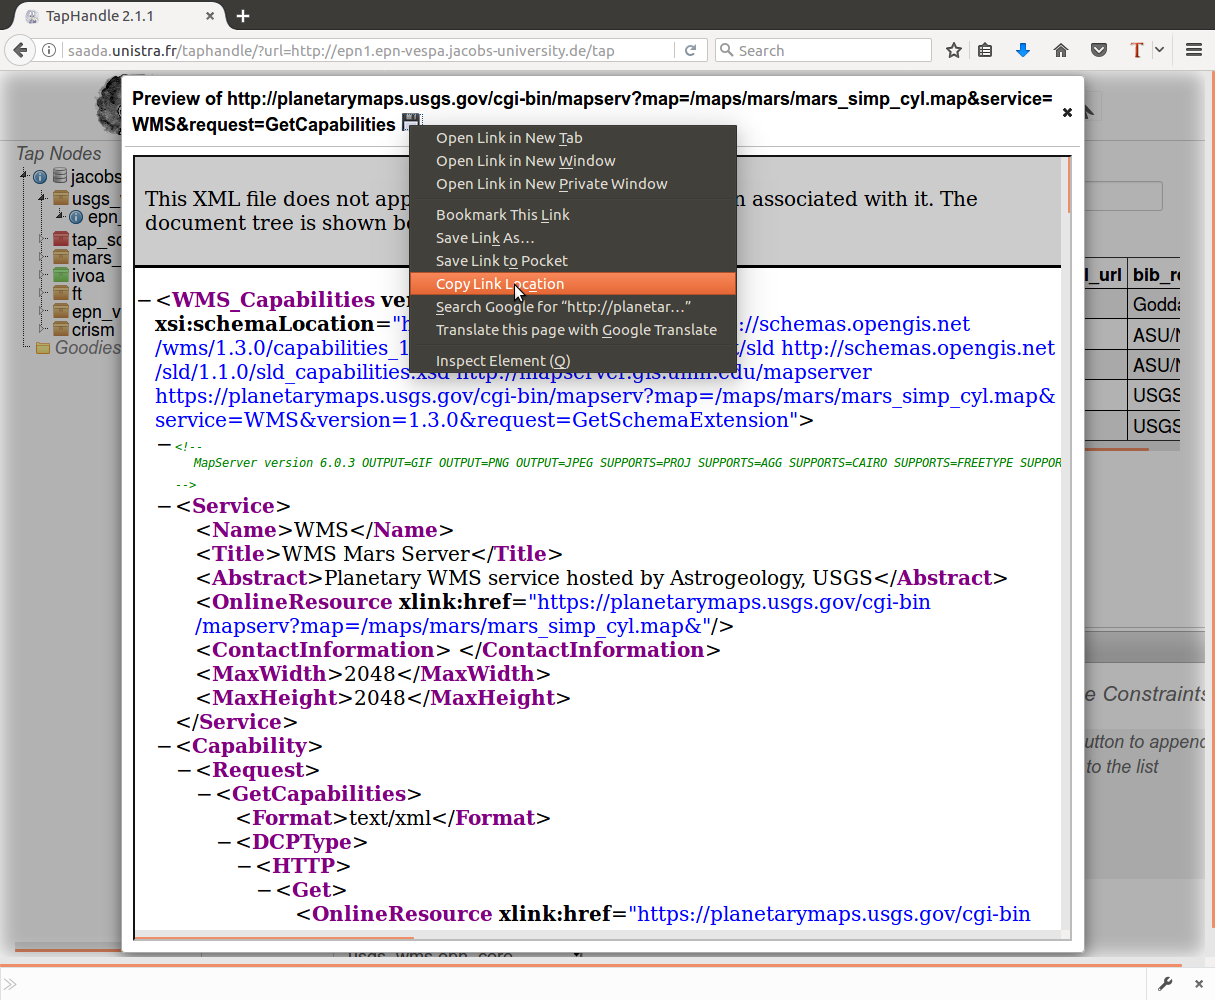 TapHandle 2.1.1
saada.unistra.fr/taphandle/?url=http://epn1.epn-vespa.jacobs-university.de/tap
Search
Preview of http://planetarymaps.usgs.gov/cgi-bin/mapserv?map=/maps/mars/mars_simp_cyl.map&service=
WMS&request=GetCapabilities
Open Link in New Tab
Open Link in New Window
Open Link in New Private Window
Bookmark This Link
Save Link As...
Save Link to Pocket
Copy Link Location
Search Google for “http://planetar...”
Translate this page with Google Translate
Inspect Element (Q)
Tap Nodes
jacobs
usgs_
epn_
tap_sc
mars_
ivoa
ft
epn_v
crism
Goodies
This XML file does not app n associated with it. The
document tree is shown be
− <WMS_Capabilities ve
xsi:schemaLocation="h ://schemas.opengis.net
/wms/1.3.0/capabilities_1 t/sld http://schemas.opengis.net
/sld/1.1.0/sld_capabilities.xsd http://mapserver.gis.umn.edu/mapserver
https://planetarymaps.usgs.gov/cgi-bin/mapserv?map=/maps/mars/mars_simp_cyl.map&
service=WMS&version=1.3.0&request=GetSchemaExtension">
− <!--
MapServer version 6.0.3 OUTPUT=GIF OUTPUT=PNG OUTPUT=JPEG SUPPORTS=PROJ SUPPORTS=AGG SUPPORTS=CAIRO SUPPORTS=FREETYPE SUPPOR
-->
− <Service>
<Name>WMS</Name>
<Title>WMS Mars Server</Title>
<Abstract>Planetary WMS service hosted by Astrogeology, USGS</Abstract>
<OnlineResource xlink:href="https://planetarymaps.usgs.gov/cgi-bin
/mapserv?map=/maps/mars/mars_simp_cyl.map&"/>
<ContactInformation> </ContactInformation>
<MaxWidth>2048</MaxWidth>
<MaxHeight>2048</MaxHeight>
</Service>
− <Capability>
− <Request>
− <GetCapabilities>
<Format>text/xml</Format>
− <DCPType>
− <HTTP>
− <Get>
<OnlineResource xlink:href="https://planetarymaps.usgs.gov/cgi-bin
l_url bib_re
Godda
ASU/N
ASU/N
USGS
USGS
e Constraints
utton to append
to the list